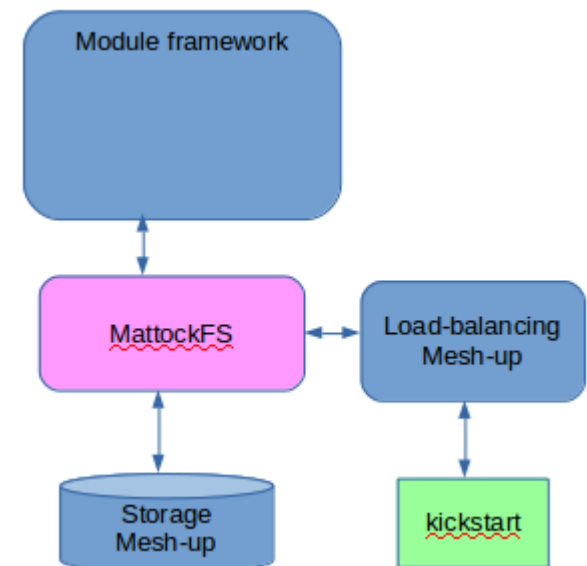 Module framework
MattockFS
Load-balancing
Mesh-up
Storage
Mesh-up
kickstart